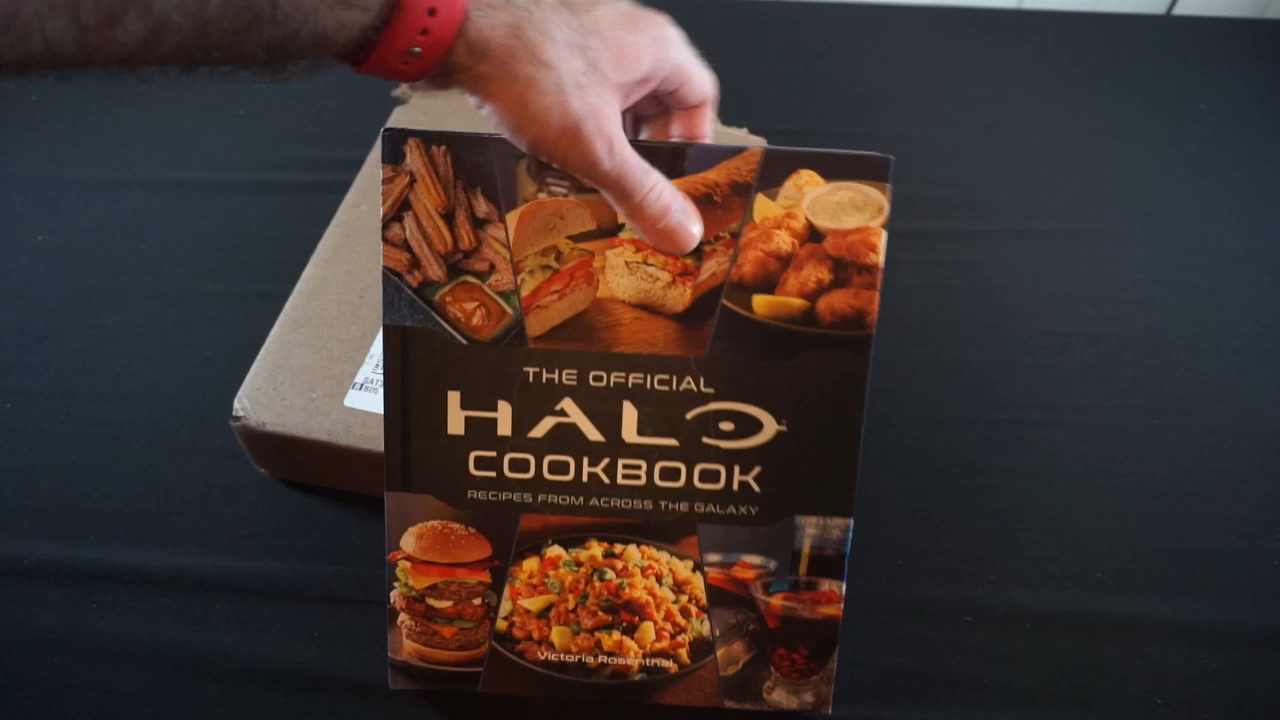 THE OFFICIAL
HALO
COOKBOOK
RECIPES FROM ACROSS THE GALAXY
Victoria Rosenthal